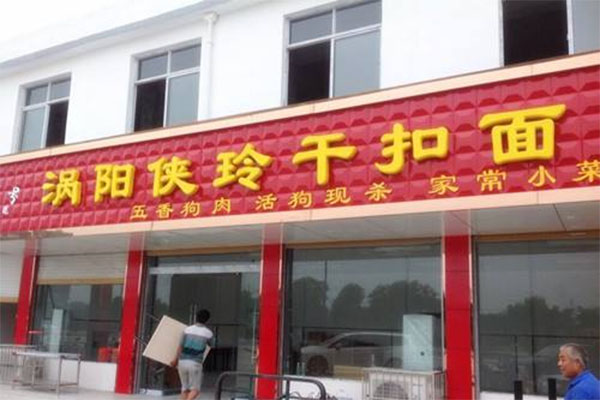 涡阳侠玲干扣面
五香狗肉 活狗现杀 家常小菜